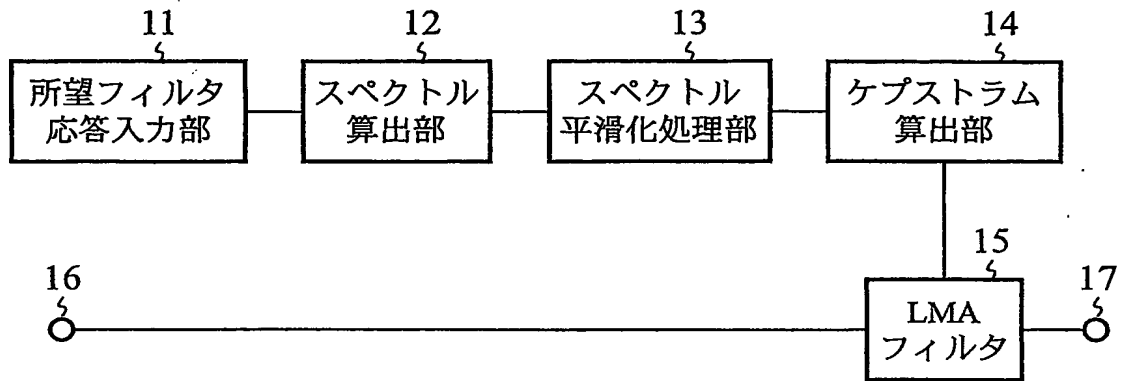 11
12
13
14
所望フィルタ
応答入力部
スペクトル
算出部
スペクトル
平滑化処理部
ケプストラム
算出部
15
16
17
LMA
フィルタ